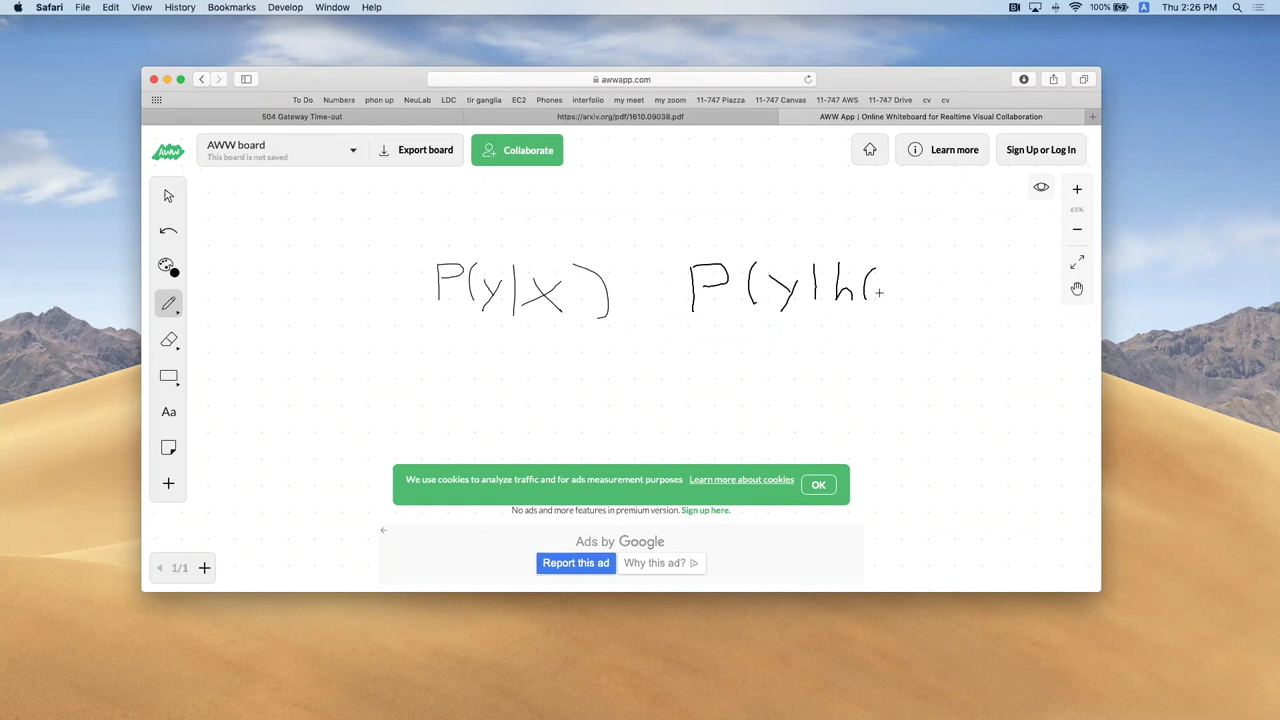 Safari File Edit View History Bookmarks Develop Window Help 100% A Thu 2:26 PM
awwapp.com
To Do Numbers phon up NeuLab LDC tir ganglia EC2 Phones interfolio my meet my zoom 11-747 Piazza 11-747 Canvas 11-747 AWS 11-747 Drive cv cv
504 Gateway Time-out https://arxiv.org/pdf/1610.09038.pdf AWW App | Online Whiteboard for Realtime Visual Collaboration
AWW AWW board Export board Collaborate Learn more Sign Up or Log In
This board is not saved
65%
P(y|x) P(y|h(
Aa
We use cookies to analyze traffic and for ads measurement purposes Learn more about cookies OK
No ads and more features in premium version. Sign up here.
Ads by Google
Report this ad Why this ad?
1/1